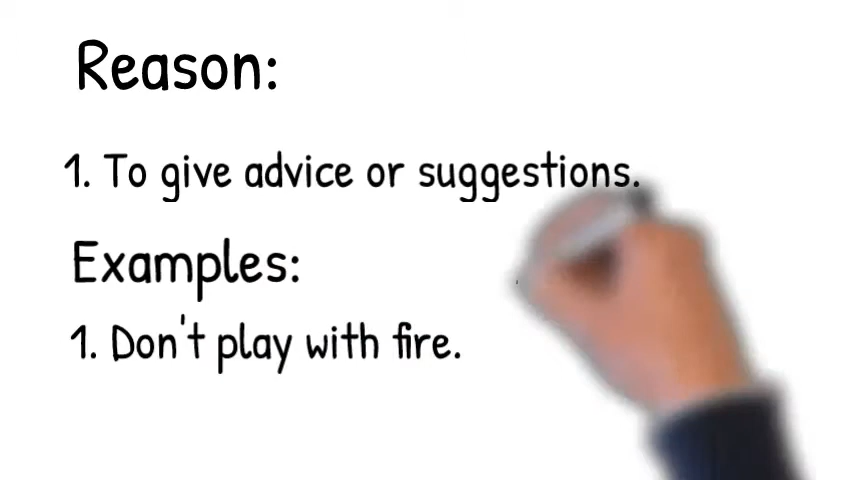 Reason:
1. To give advice or suggestions.
Examples:
1. Don't play with fire.